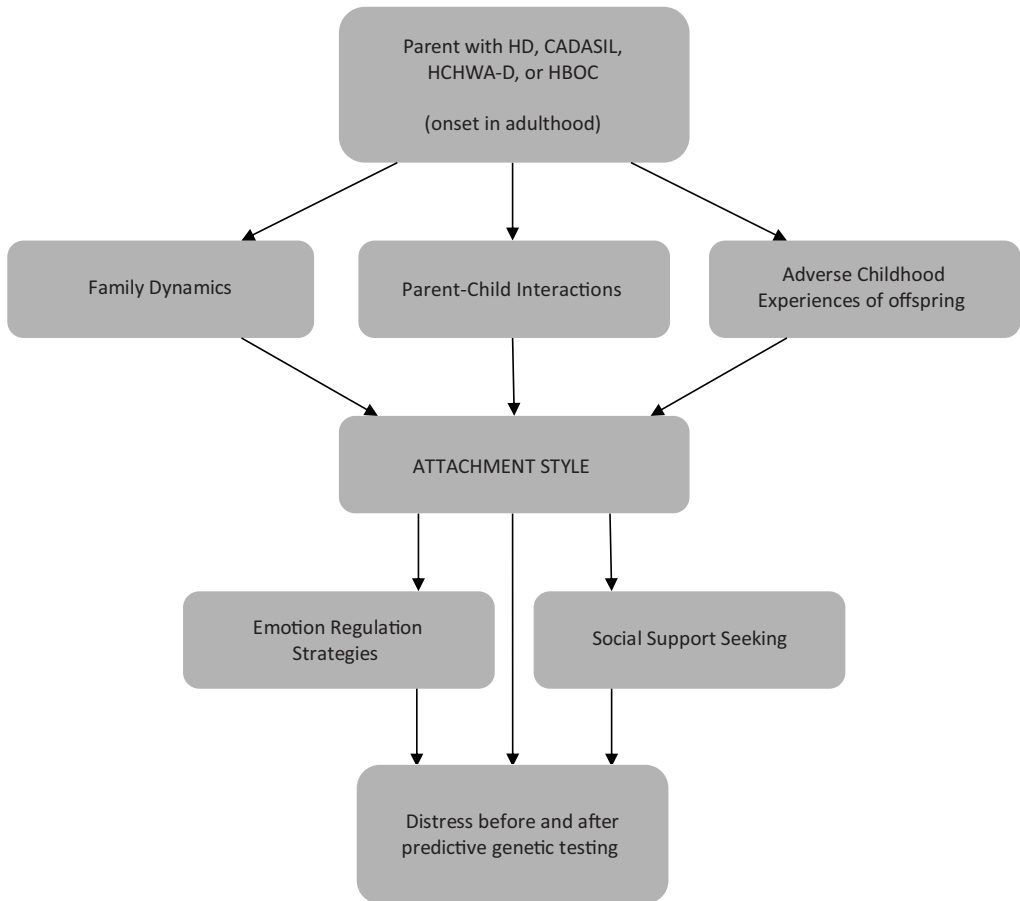 Parent with HD, CADASIL,
HCHWA-D, or HBOC
(onset in adulthood)
Family Dynamics
Parent-Child Interactions
Adverse Childhood
Experiences of offspring
ATTACHMENT STYLE
Emotion Regulation
Strategies
Social Support Seeking
Distress before and after
predictive genetic testing